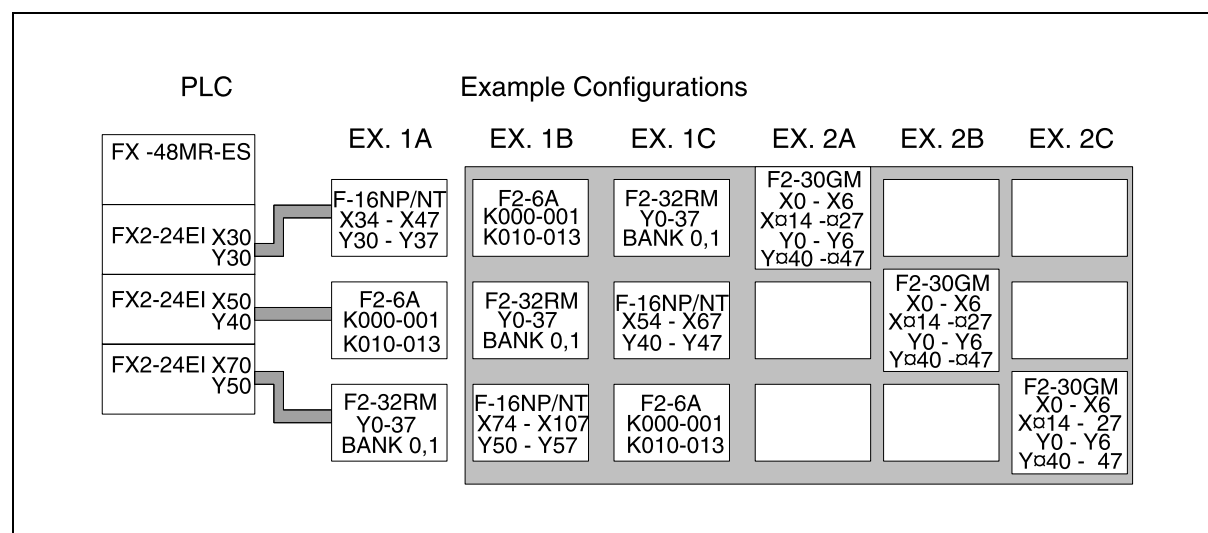 PLC
Example Configurations
EX. 1A
EX. 1B
EX. 1C
EX. 2A
EX. 2B
EX. 2C
FX -48MR-ES
FX2-24EI X30
Y30
FX2-24EI X50
Y40
FX2-24EI X70
Y50
F-16NP/NT
X34 - X47
Y30 - Y37
F2-6A
K000-001
K010-013
F2-32RM
Y0-37
BANK 0,1
F2-6A
K000-001
K010-013
F2-32RM
Y0-37
BANK 0,1
F-16NP/NT
X74 - X107
Y50 - Y57
F2-32RM
Y0-37
BANK 0,1
F-16NP/NT
X54 - X67
Y40 - Y47
F2-6A
K000-001
K010-013
F2-30GM
X0 - X6
X¤14 -¤27
Y0 - Y6
Y¤40 -¤47
F2-30GM
X0 - X6
X¤14 -¤27
Y0 - Y6
Y¤40 -¤47
F2-30GM
X0 - X6
X¤14 - 27
Y0 - Y6
Y¤40 - 47